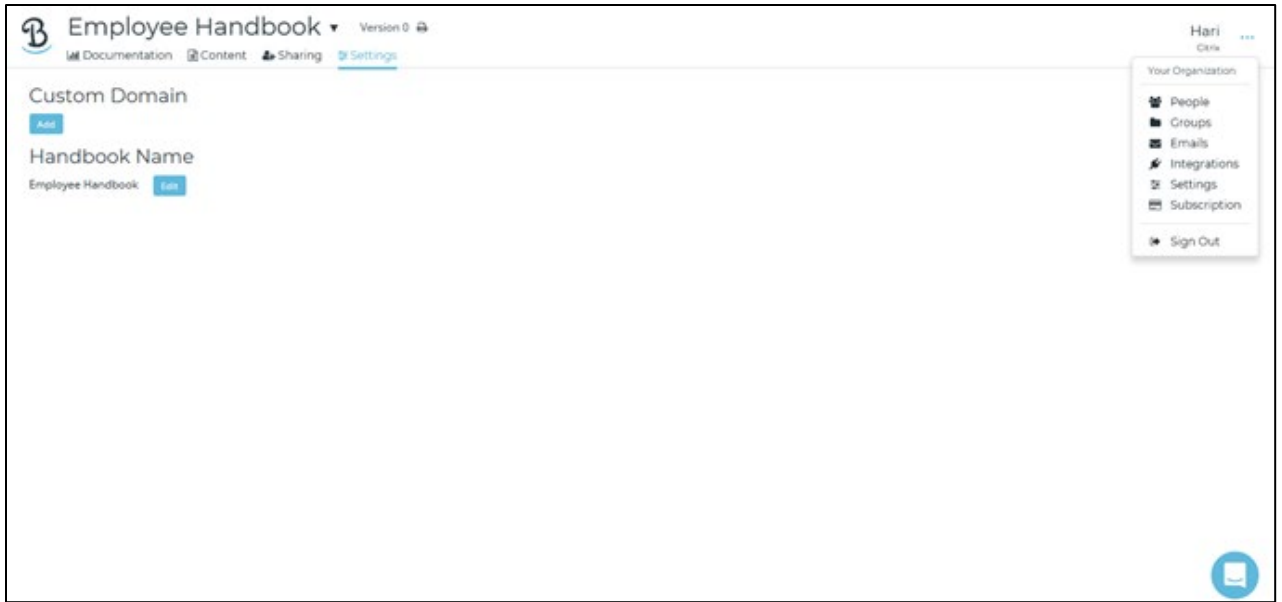 Employee Handbook Version 0
Documentation Content Sharing Settings
Hari
Citrix
Your Organization
People
Groups
Emails
Integrations
Settings
Subscription
Sign Out
Custom Domain
Add
Handbook Name
Employee Handbook Edit